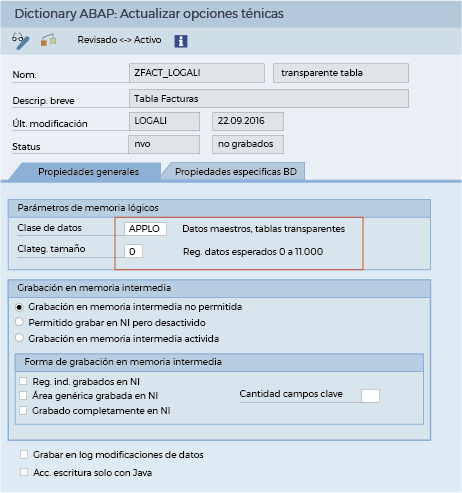 Dictionary ABAP: Actualizar opciones ténicas
Revisado <-> Activo
Nom. ZFACT_LOGALI transparente tabla
Descrip. breve Tabla Facturas
Últ. modificación LOGALI 22.09.2016
Status nvo no grabados
Propiedades generales Propiedades especificas BD
Parámetros de memoria lógicos
Clase de datos APPLO Datos maestros, tablas transparentes
Clateg. tamaño 0 Reg. datos esperados 0 a 11.000
Grabación en memoria intermedia
Grabación en memoria intermedia no permitida
Permitido grabar en NI pero desactivido
Grabación en memoria intermedia activida
Forma de grabación en memoria intermedia
Reg. ind. grabados en NI
Área genérica grabada en NI Cantidad campos clave
Grabado completamente en NI
Grabar en log modificaciones de datos
Acc. escritura solo con Java